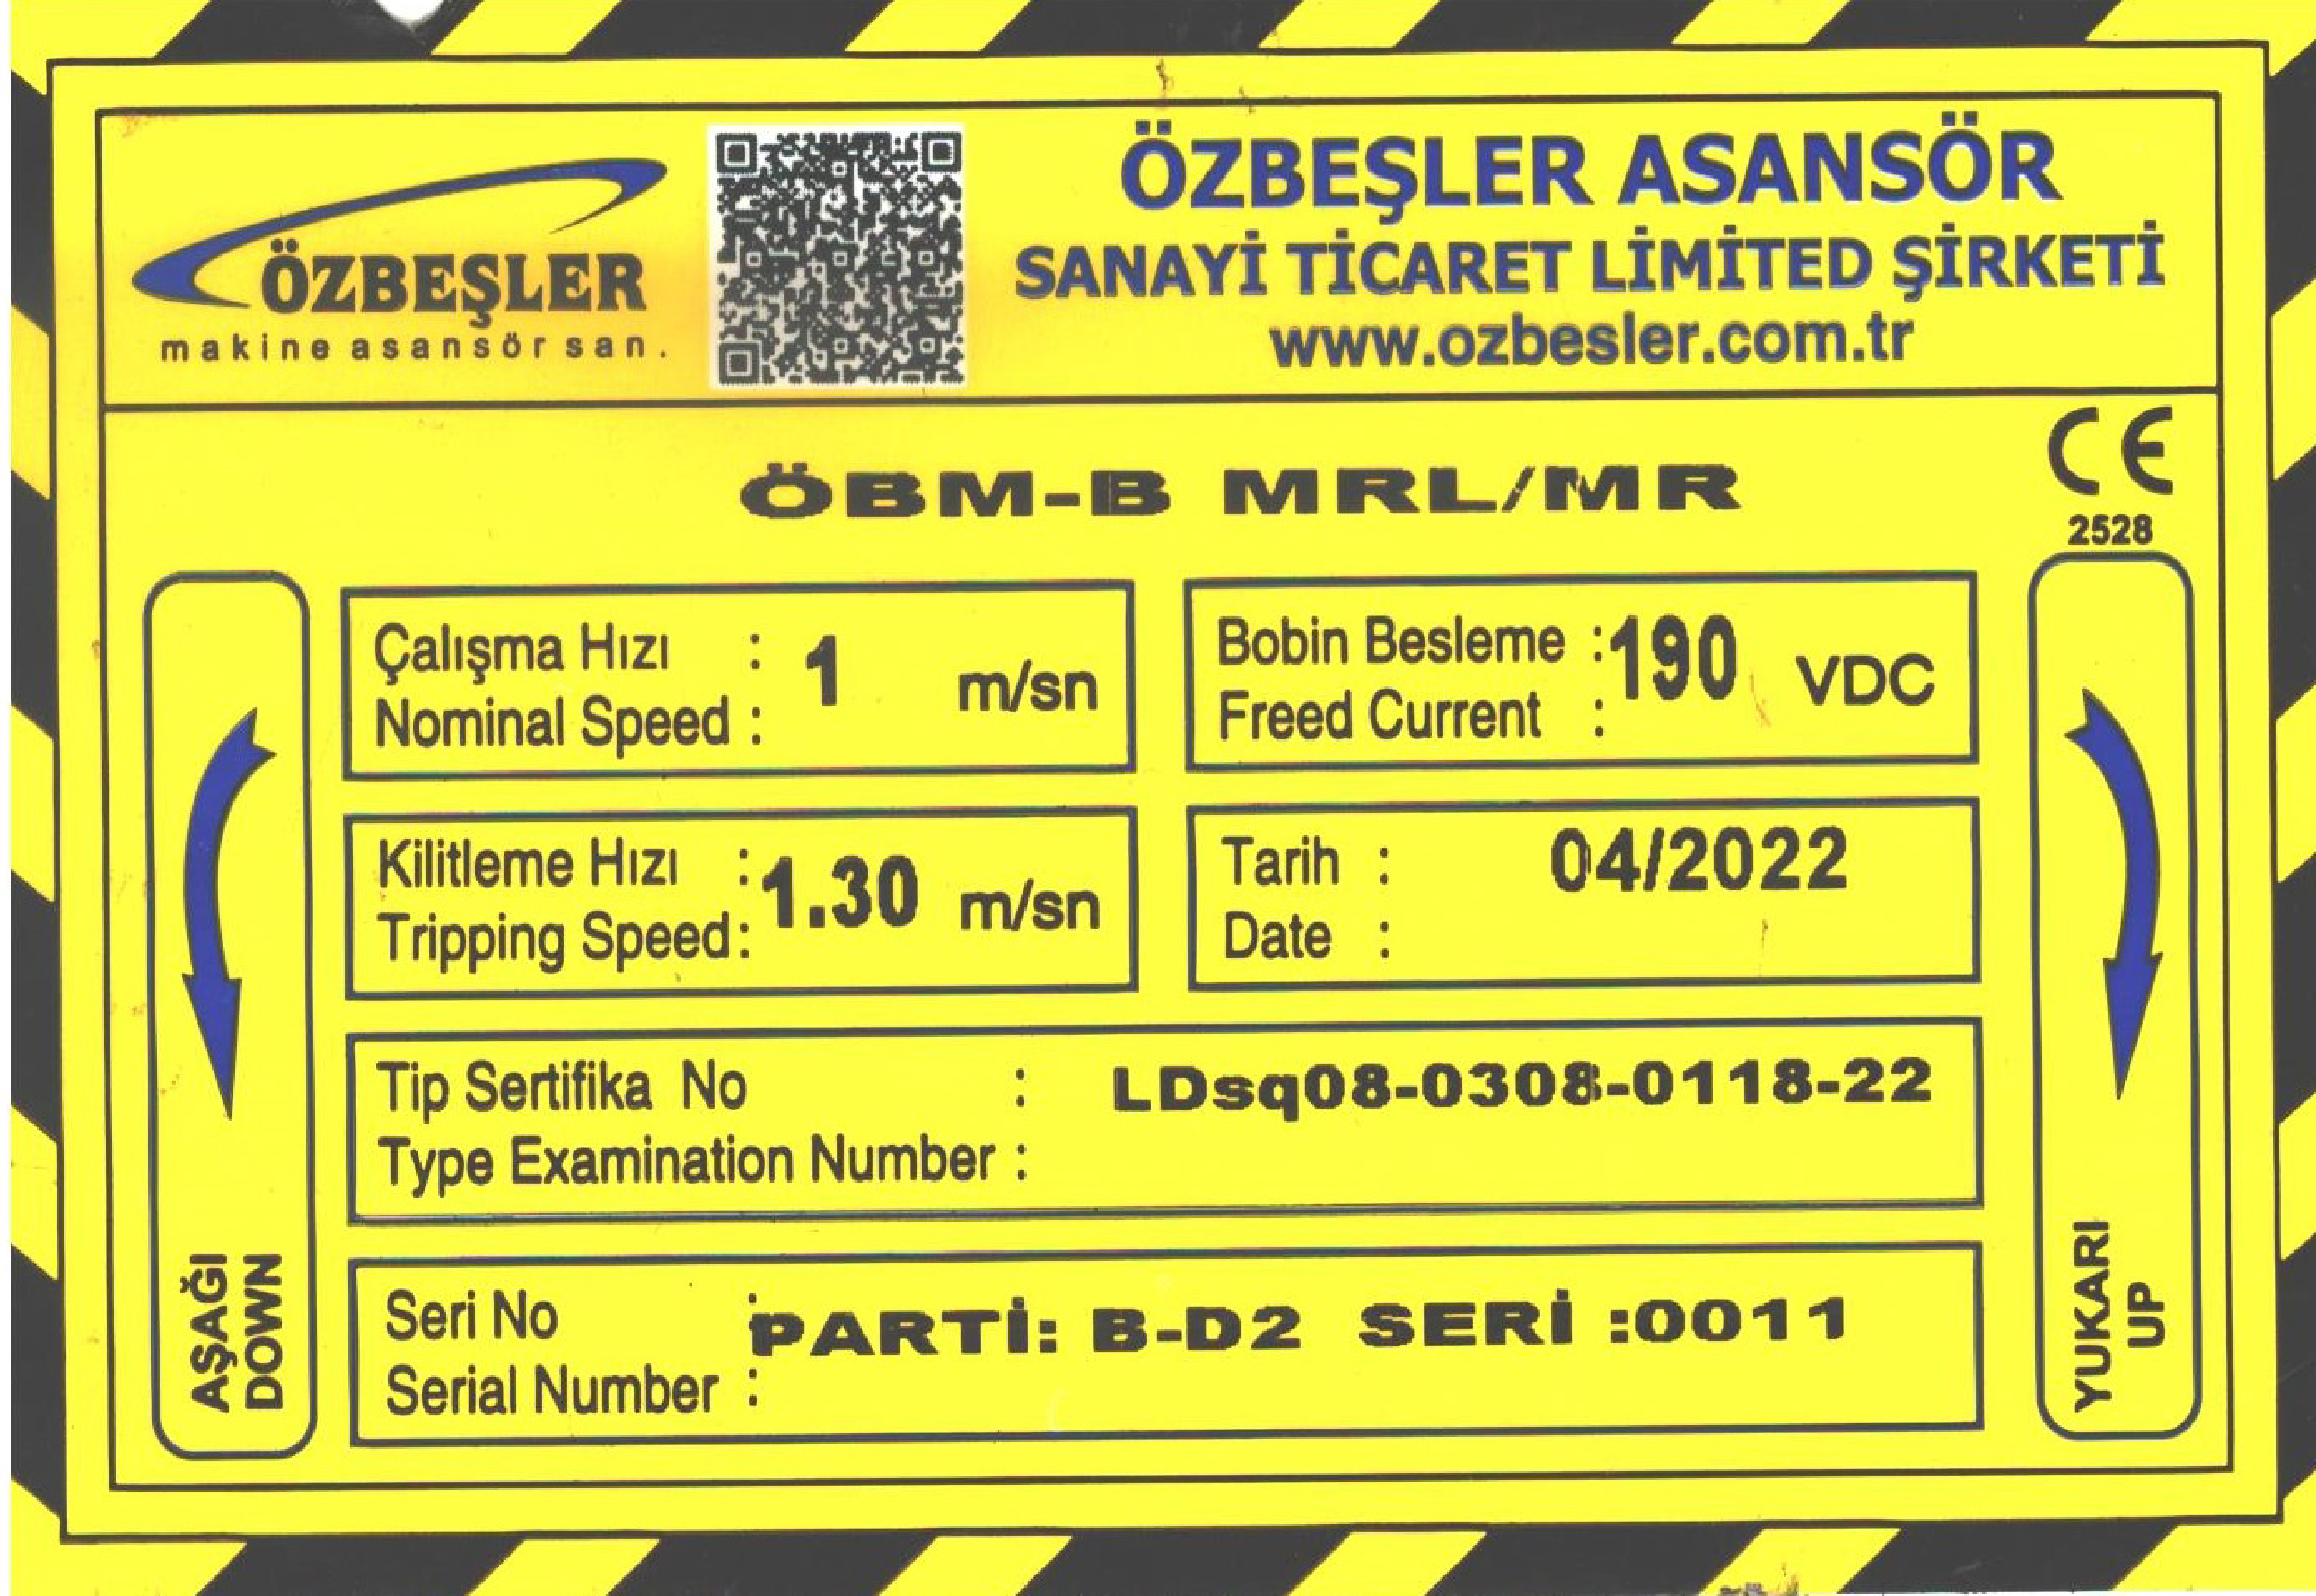 ÖZBEŞLER
makine asansör san.
ÖZBEŞLER ASANSÖR
SANAYİ TİCARET LİMİTED ŞİRKETİ
www.ozbesler.com.tr
CE
2528
ÖBM-B MRL/MR
Çalışma Hızı : 1 m/sn
Nominal Speed :
Bobin Besleme :190 VDC
Freed Current :
Kilitleme Hızı :1.30 m/sn
Tripping Speed:
Tarih : 04/2022
Date :
Tip Sertifika No : LDsq08-0308-0118-22
Type Examination Number :
Seri No : PARTİ: B-D2 SERİ :0011
Serial Number :
AŞAĞI
DOWN
YUKARI
UP